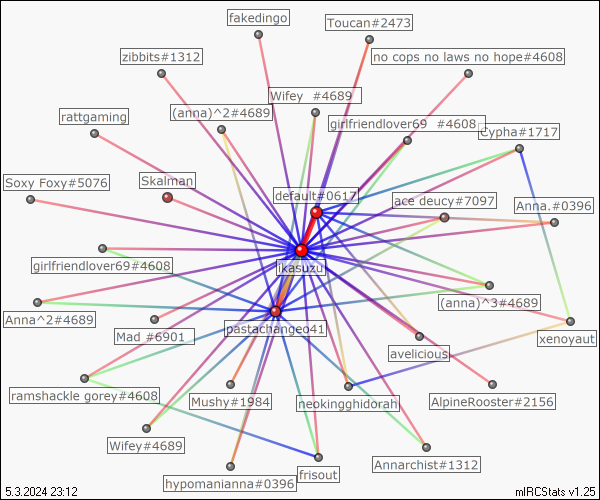 fakedingo
Toucan#2473
zibbits#1312
no cops no laws no hope#4608
Wifey  #4689
(anna)^2#4689
rattgaming
girlfriendlover69  #4608
Cypha#1717
Soxy Foxy#5076
Skalman
default#0617
ace deucy#7097
Anna.#0396
girlfriendlover69#4608
ikasuzu
(anna)^3#4689
Anna^2#4689
Mad #6901
pastachangeo41
xenoyaut
avelicious
ramshackle gorey#4608
Mushy#1984
neokingghidorah
AlpineRooster#2156
Wifey#4689
Annarchist#1312
hypomanianna#0396
frisout
5.3.2024 23:12
mIRCStats v1.25